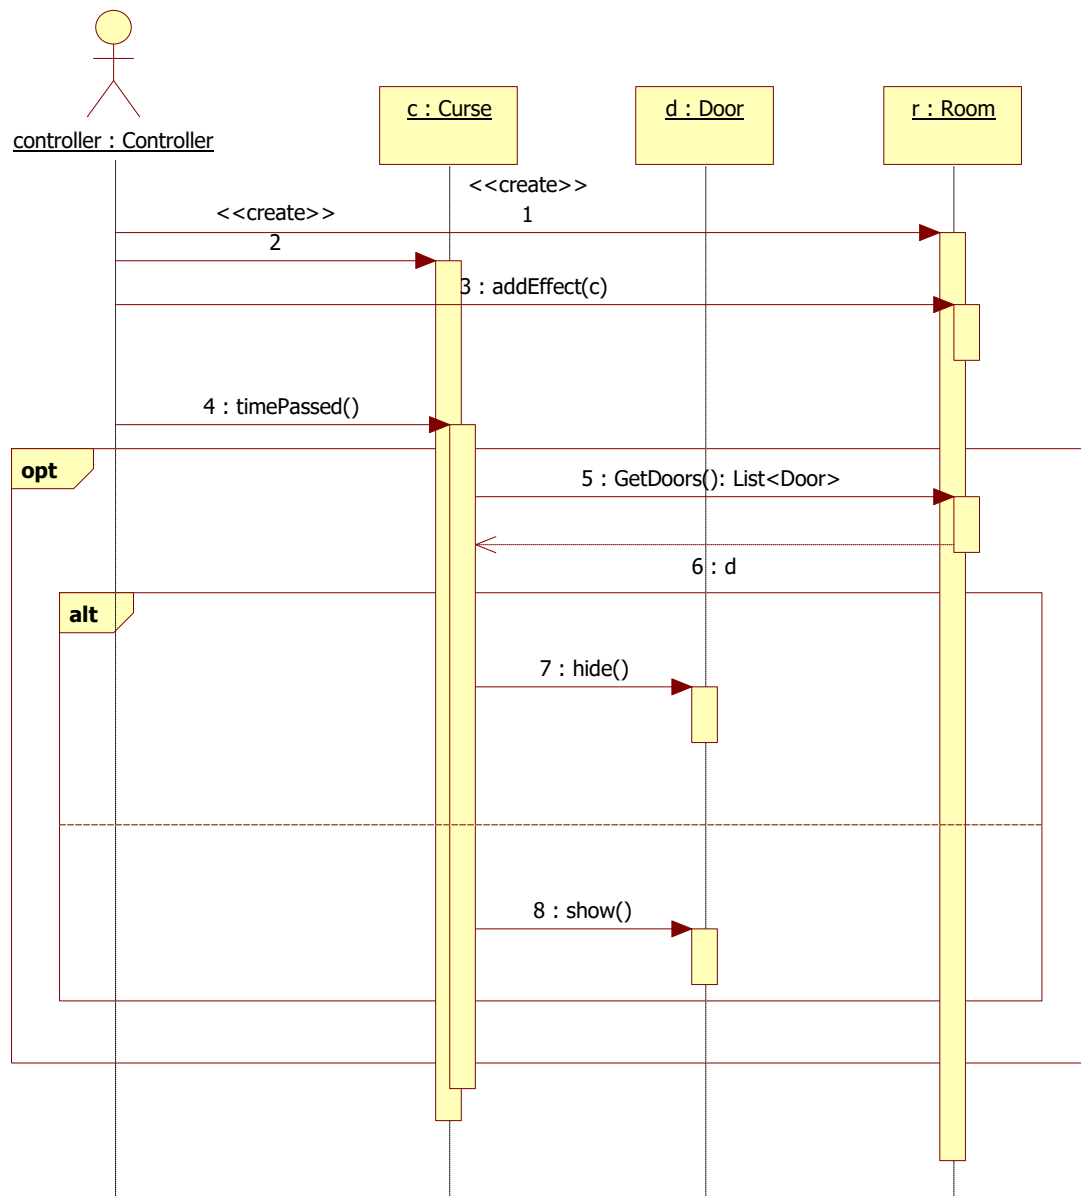 controller : Controller
c : Curse
d : Door
r : Room
<<create>>
1
<<create>>
2
3 : addEffect(c)
4 : timePassed()
opt
5 : GetDoors(): List<Door>
6 : d
alt
7 : hide()
8 : show()